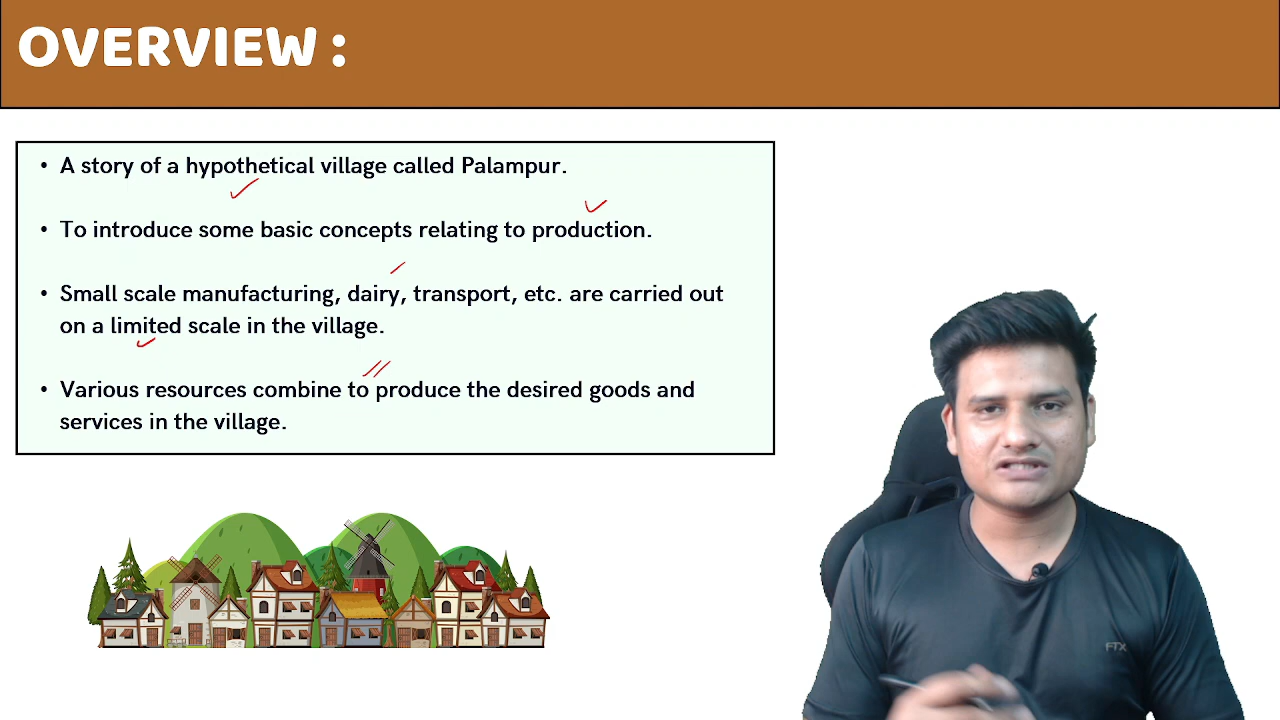 OVERVIEW :
• A story of a hypothetical village called Palampur.
• To introduce some basic concepts relating to production.
• Small scale manufacturing, dairy, transport, etc. are carried out
on a limited scale in the village.
• Various resources combine to produce the desired goods and
services in the village.
FTX